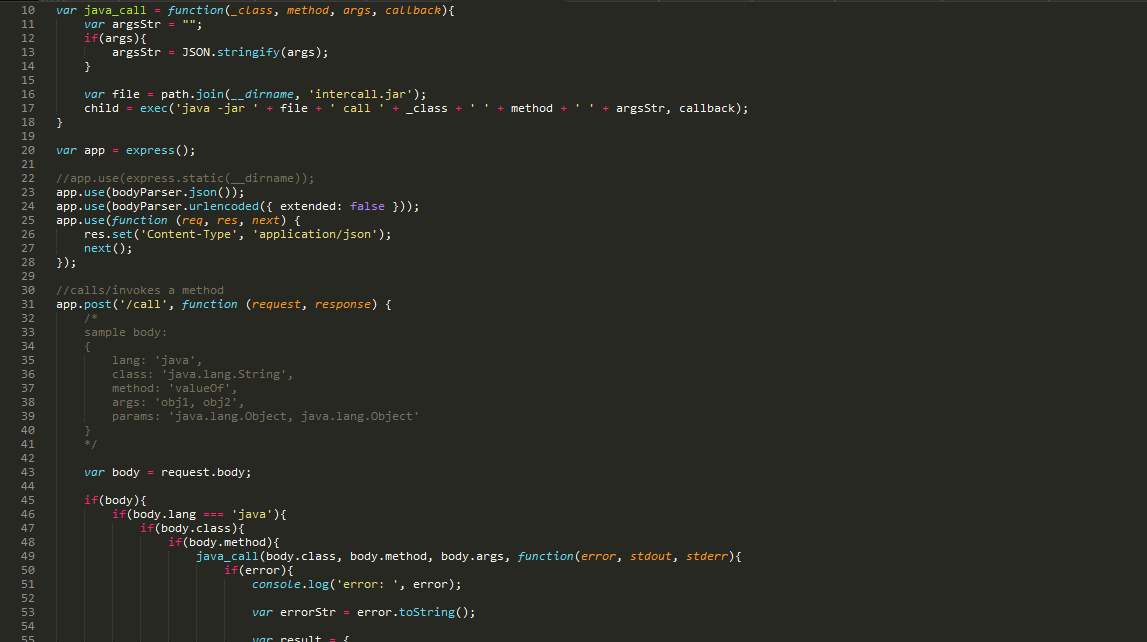 10 var java_call = function(_class, method, args, callback){
11     var argsStr = "";
12     if(args){
13         argsStr = JSON.stringify(args);
14     }
15
16     var file = path.join(__dirname, 'intercall.jar');
17     child = exec('java -jar ' + file + ' call ' + _class + ' ' + method + ' ' + argsStr, callback);
18 }
19
20 var app = express();
21
22 //app.use(express.static(__dirname));
23 app.use(bodyParser.json());
24 app.use(bodyParser.urlencoded({ extended: false }));
25 app.use(function (req, res, next) {
26     res.set('Content-Type', 'application/json');
27     next();
28 });
29
30 //calls/invokes a method
31 app.post('/call', function (request, response) {
32     /*
33     sample body:
34     {
35         lang: 'java',
36         class: 'java.lang.String',
37         method: 'valueOf',
38         args: 'obj1, obj2',
39         params: 'java.lang.Object, java.lang.Object'
40     }
41     */
42
43     var body = request.body;
44
45     if(body){
46         if(body.lang === 'java'){
47             if(body.class){
48                 if(body.method){
49                     java_call(body.class, body.method, body.args, function(error, stdout, stderr){
50                         if(error){
51                             console.log('error: ', error);
52
53                             var errorStr = error.toString();
54
55                             var result = {